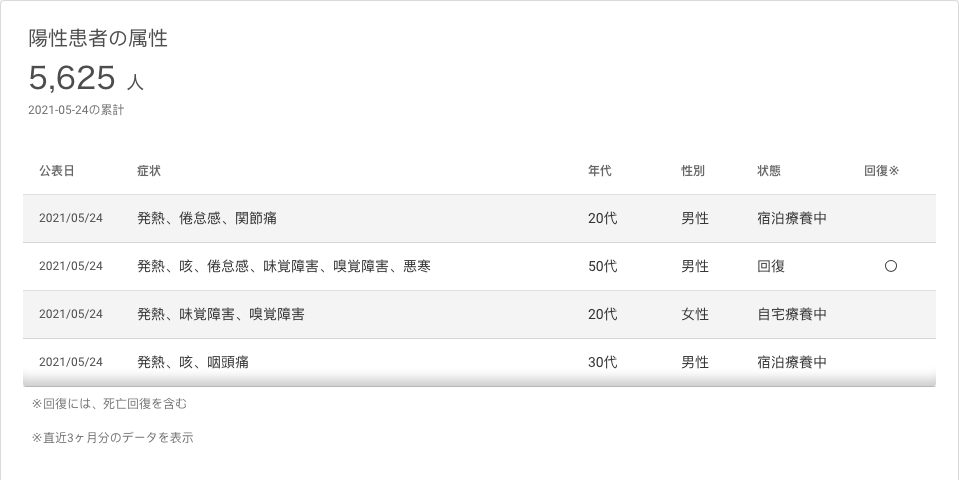 陽性患者の属性
5,625 人
2021-05-24の累計
公表日 症状 年代 性別 状態 回復※
2021/05/24 発熱、倦怠感、関節痛 20代 男性 宿泊療養中
2021/05/24 発熱、咳、倦怠感、味覚障害、嗅覚障害、悪寒 50代 男性 回復 〇
2021/05/24 発熱、味覚障害、嗅覚障害 20代 女性 自宅療養中
2021/05/24 発熱、咳、咽頭痛 30代 男性 宿泊療養中
※回復には、死亡回復を含む
※直近3ヶ月分のデータを表示